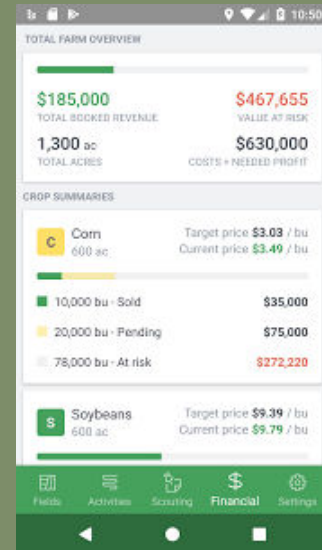 10:50
TOTAL FARM OVERVIEW
$185,000 $467,655
TOTAL BOOKED REVENUE VALUE AT RISK
1,300 ac $630,000
TOTAL ACRES COSTS + NEEDED PROFIT
CROP SUMMARIES
C Corn Target price $3.03 / bu
600 ac Current price $3.49 / bu
10,000 bu - Sold $35,000
20,000 bu - Pending $75,000
78,000 bu - At risk $272,220
S Soybeans Target price $9.39 / bu
600 ac Current price $9.79 / bu
Fields Activities Scouting Financial Settings